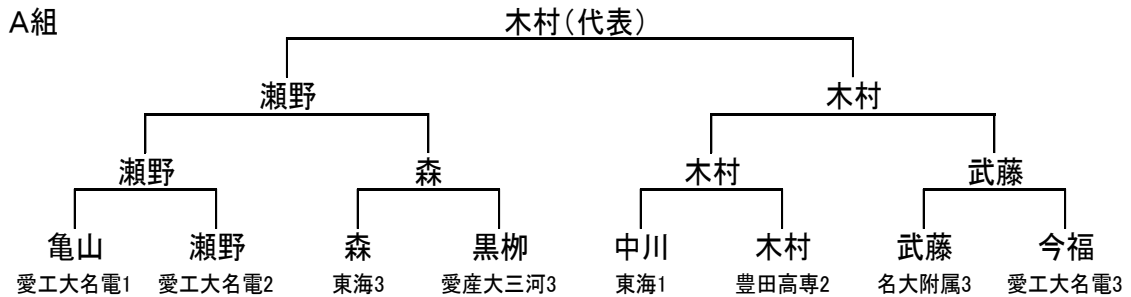 A組
木村(代表)
瀬野 木村
瀬野 森 木村 武藤
亀山 瀬野 森 黒栁 中川 木村 武藤 今福
愛工大名電1 愛工大名電2 東海3 愛産大三河3 東海1 豊田高専2 名大附属3 愛工大名電3